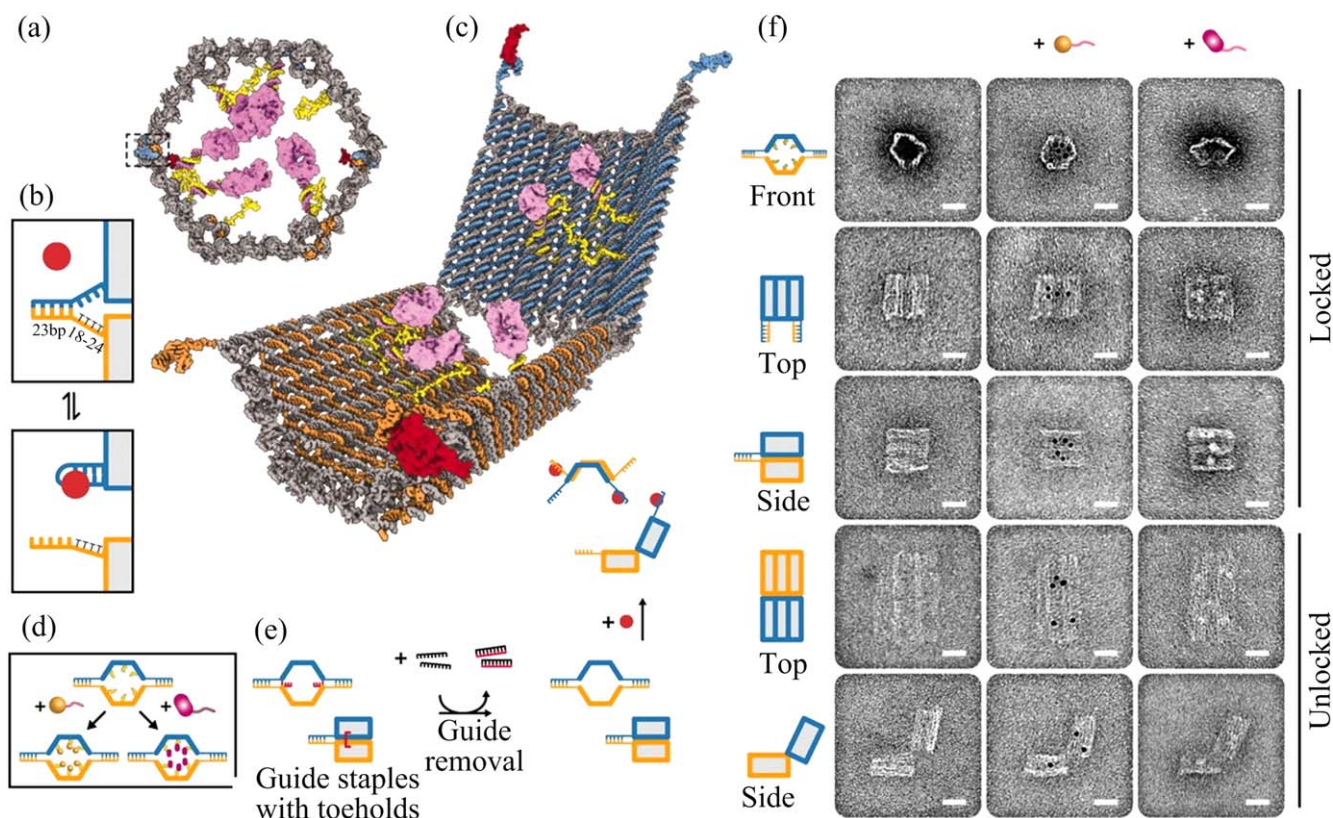 (a)
(b)
23bp
18-24
(c)
(d)
+
+
(e)
+
Guide
removal
+
Guide staples
with toeholds
(f)
+
+
Front
Top
Side
Locked
Top
Side
Unlocked